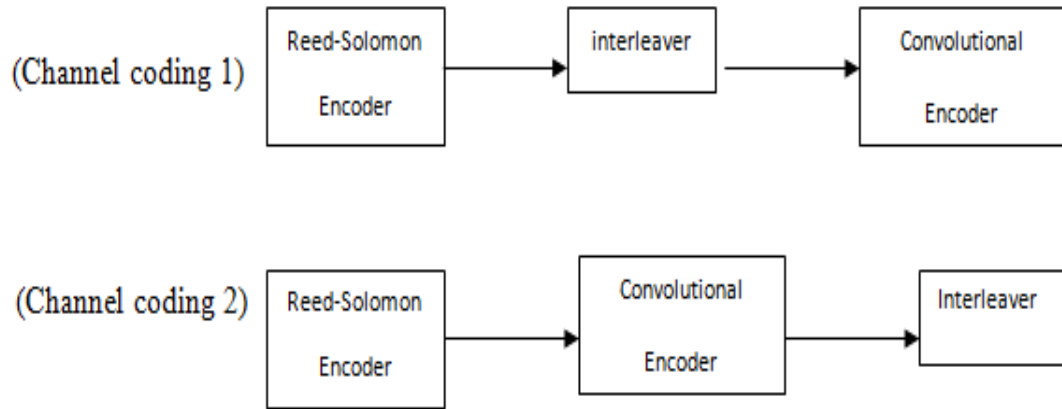 (Channel coding 1)
Reed-Solomon
Encoder
interleaver
Convolutional
Encoder
(Channel coding 2)
Reed-Solomon
Encoder
Convolutional
Encoder
Interleaver